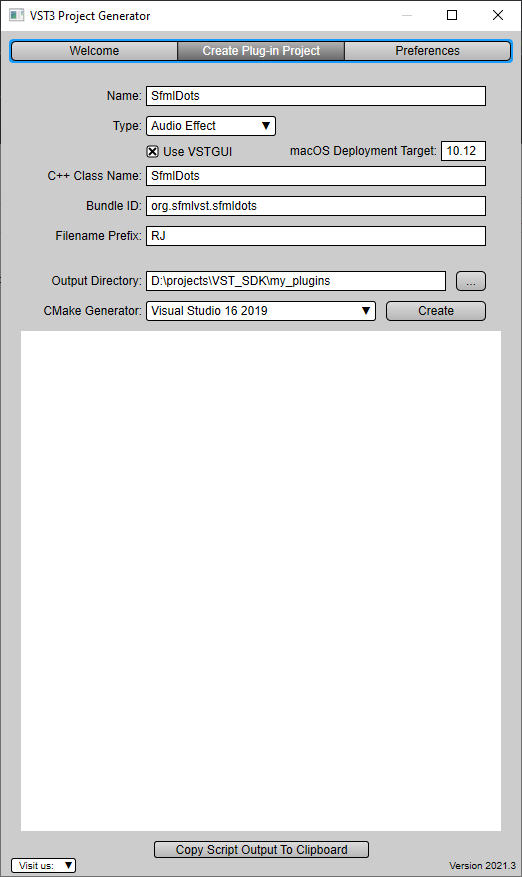 VST3 Project Generator
Welcome Create Plug-in Project Preferences
Name: SfmlDots
Type: Audio Effect
Use VSTGUI macOS Deployment Target: 10.12
C++ Class Name: SfmlDots
Bundle ID: org.sfmlvst.sfmldots
Filename Prefix: RJ
Output Directory: D:\projects\VST_SDK\my_plugins ...
CMake Generator: Visual Studio 16 2019 Create
Copy Script Output To Clipboard
Visit us: Version 2021.3